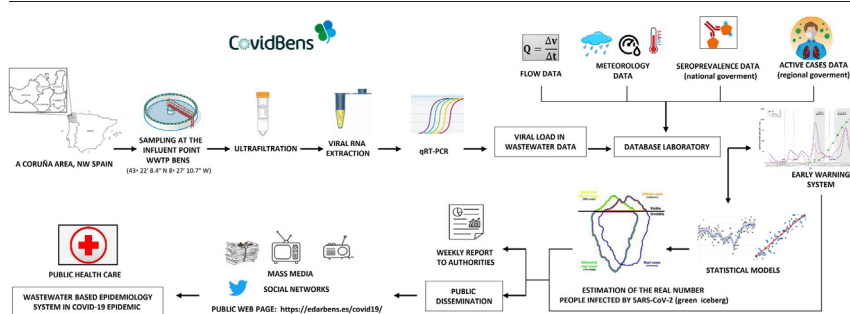 CovidBens
Q = Δv
Δt
FLOW DATA
METEOROLOGY
DATA
SEROPREVALENCE DATA
(national goverment)
ACTIVE CASES DATA
(regional goverment)
A CORUÑA AREA, NW SPAIN
SAMPLING AT THE
INFLUENT POINT
WWTP BENS
(43º 22' 8.4" N 8º 27' 10.7" W)
ULTRAFILTRATION
VIRAL RNA
EXTRACTION
qRT-PCR
VIRAL LOAD IN
WASTEWATER DATA
DATABASE LABORATORY
EARLY WARNING
SYSTEM
STATISTICAL MODELS
ESTIMATION OF THE REAL NUMBER
PEOPLE INFECTED BY SARS-CoV-2 (green iceberg)
Visible
Invisible
WEEKLY REPORT
TO AUTHORITIES
PUBLIC
DISSEMINATION
MASS MEDIA
SOCIAL NETWORKS
PUBLIC WEB PAGE: https://edarbens.es/covid19/
PUBLIC HEALTH CARE
WASTEWATER BASED EPIDEMIOLOGY
SYSTEM IN COVID-19 EPIDEMIC